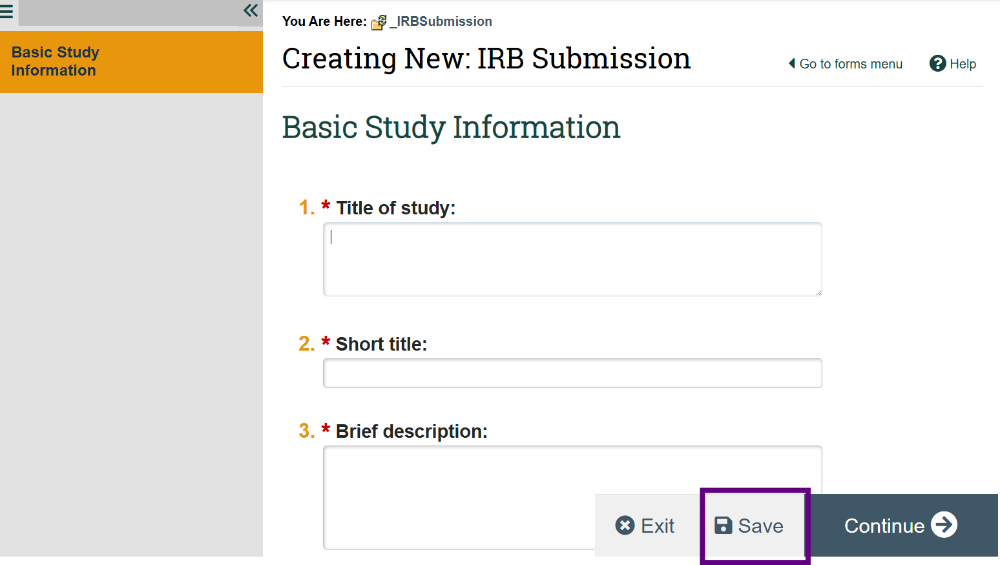 Basic Study
Information
You Are Here: _IRBSubmission
Creating New: IRB Submission
Go to forms menu
? Help
Basic Study Information
1. * Title of study:
2. * Short title:
3. * Brief description:
Exit
Save
Continue